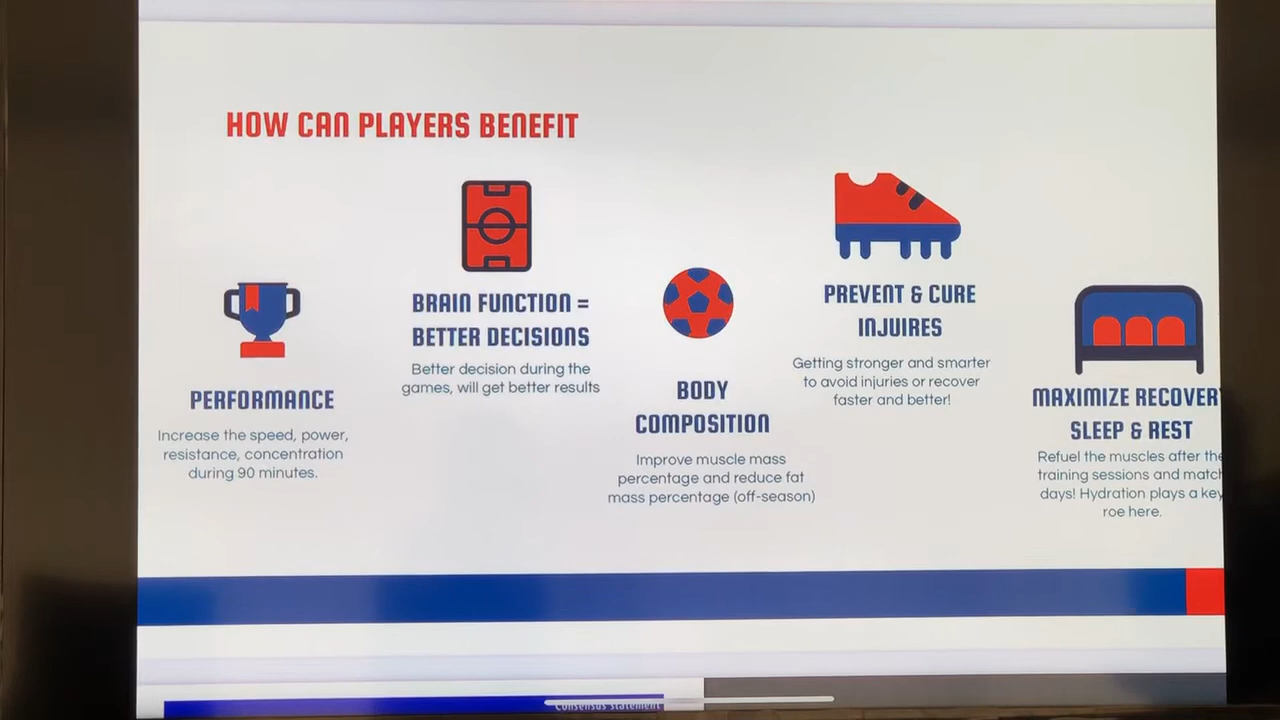 HOW CAN PLAYERS BENEFIT
PERFORMANCE
Increase the speed, power,
resistance, concentration
during 90 minutes.
BRAIN FUNCTION =
BETTER DECISIONS
Better decision during the
games, will get better results
BODY
COMPOSITION
Improve muscle mass
percentage and reduce fat
mass percentage (off-season)
PREVENT & CURE
INJUIRES
Getting stronger and smarter
to avoid injuries or recover
faster and better!
MAXIMIZE RECOVERY
SLEEP & REST
Refuel the muscles after the
training sessions and match
days! Hydration plays a key
roe here.
Consensus statement